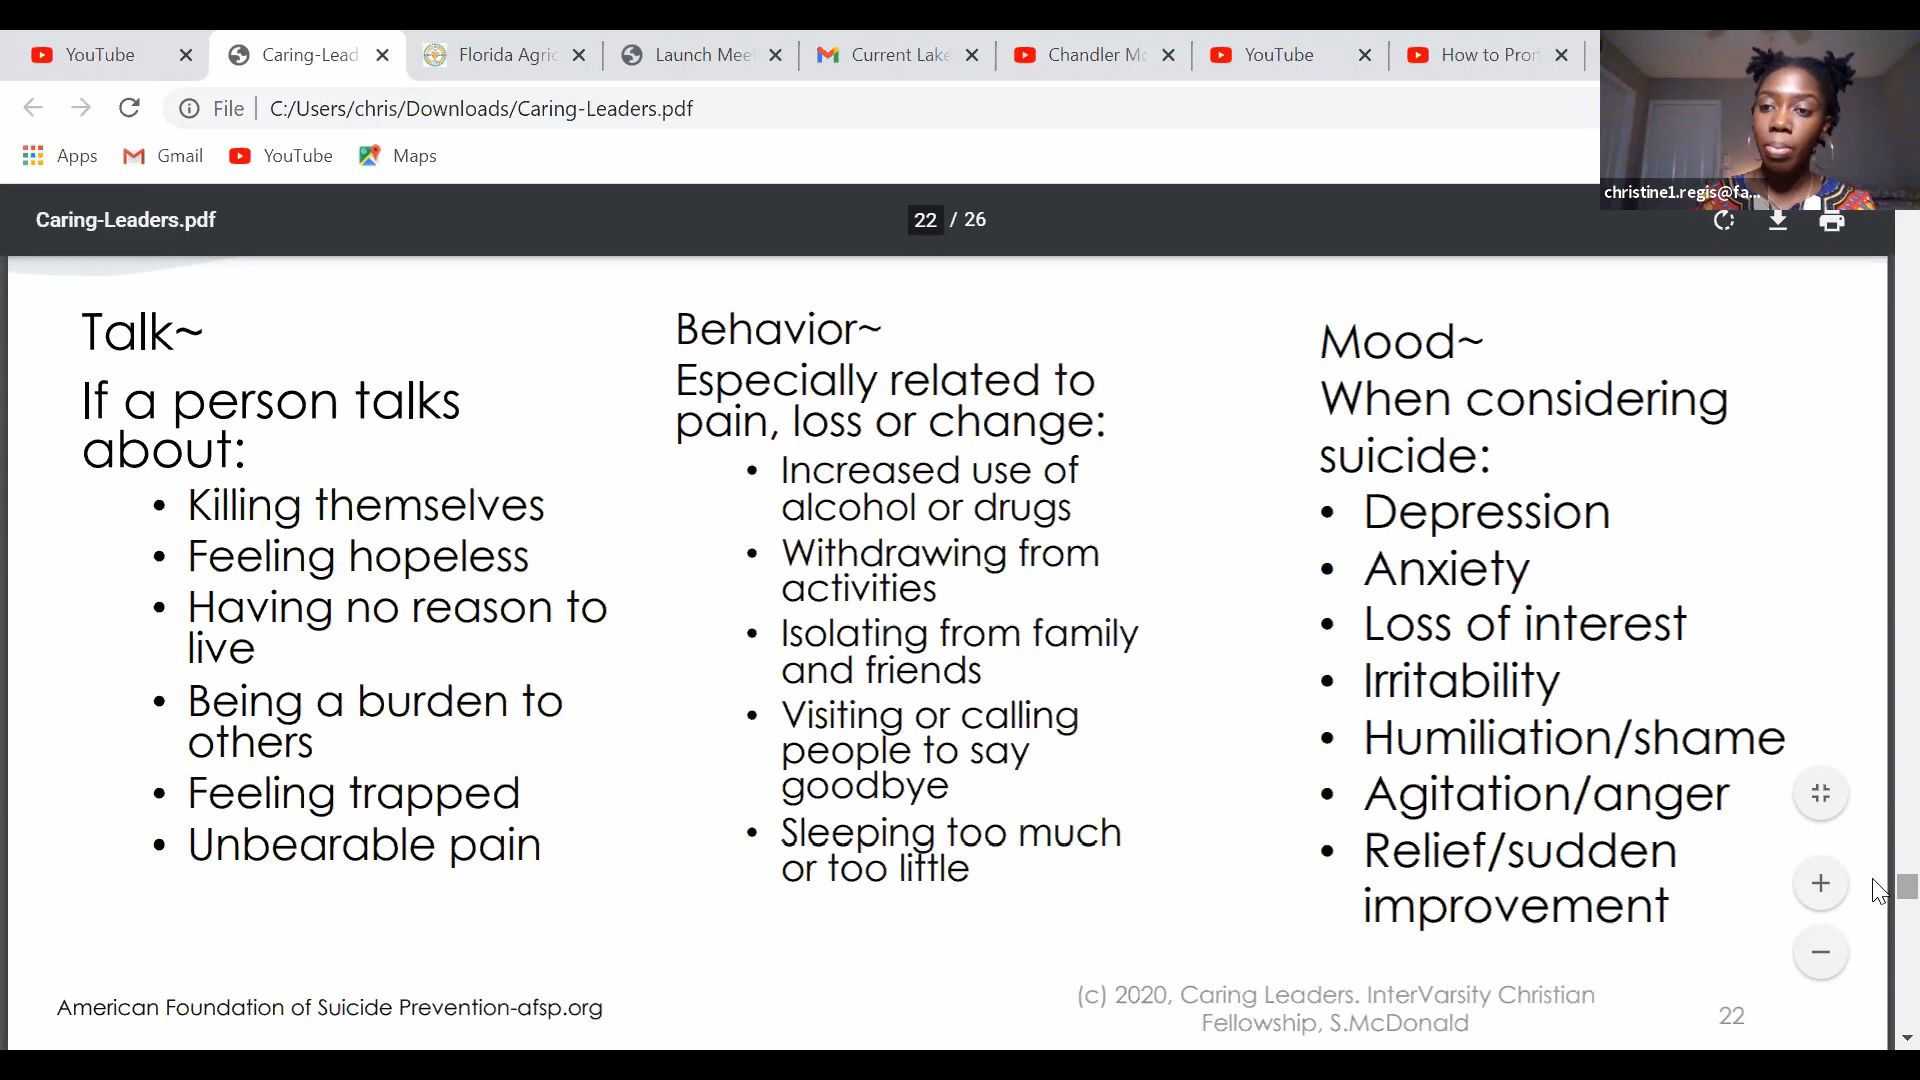 YouTube
Caring-Lead
Florida Agric
Launch Meet
Current Lake
Chandler Mc
YouTube
How to Pron
File
C:/Users/chris/Downloads/Caring-Leaders.pdf
Apps
Gmail
YouTube
Maps
christine1.regis@fa...
Caring-Leaders.pdf
22 / 26
Talk~
If a person talks
about:
• Killing themselves
• Feeling hopeless
• Having no reason to
live
• Being a burden to
others
• Feeling trapped
• Unbearable pain
Behavior~
Especially related to
pain, loss or change:
• Increased use of
alcohol or drugs
• Withdrawing from
activities
• Isolating from family
and friends
• Visiting or calling
people to say
goodbye
• Sleeping too much
or too little
Mood~
When considering
suicide:
• Depression
• Anxiety
• Loss of interest
• Irritability
• Humiliation/shame
• Agitation/anger
• Relief/sudden
improvement
American Foundation of Suicide Prevention-afsp.org
(c) 2020, Caring Leaders. InterVarsity Christian
Fellowship, S.McDonald
22